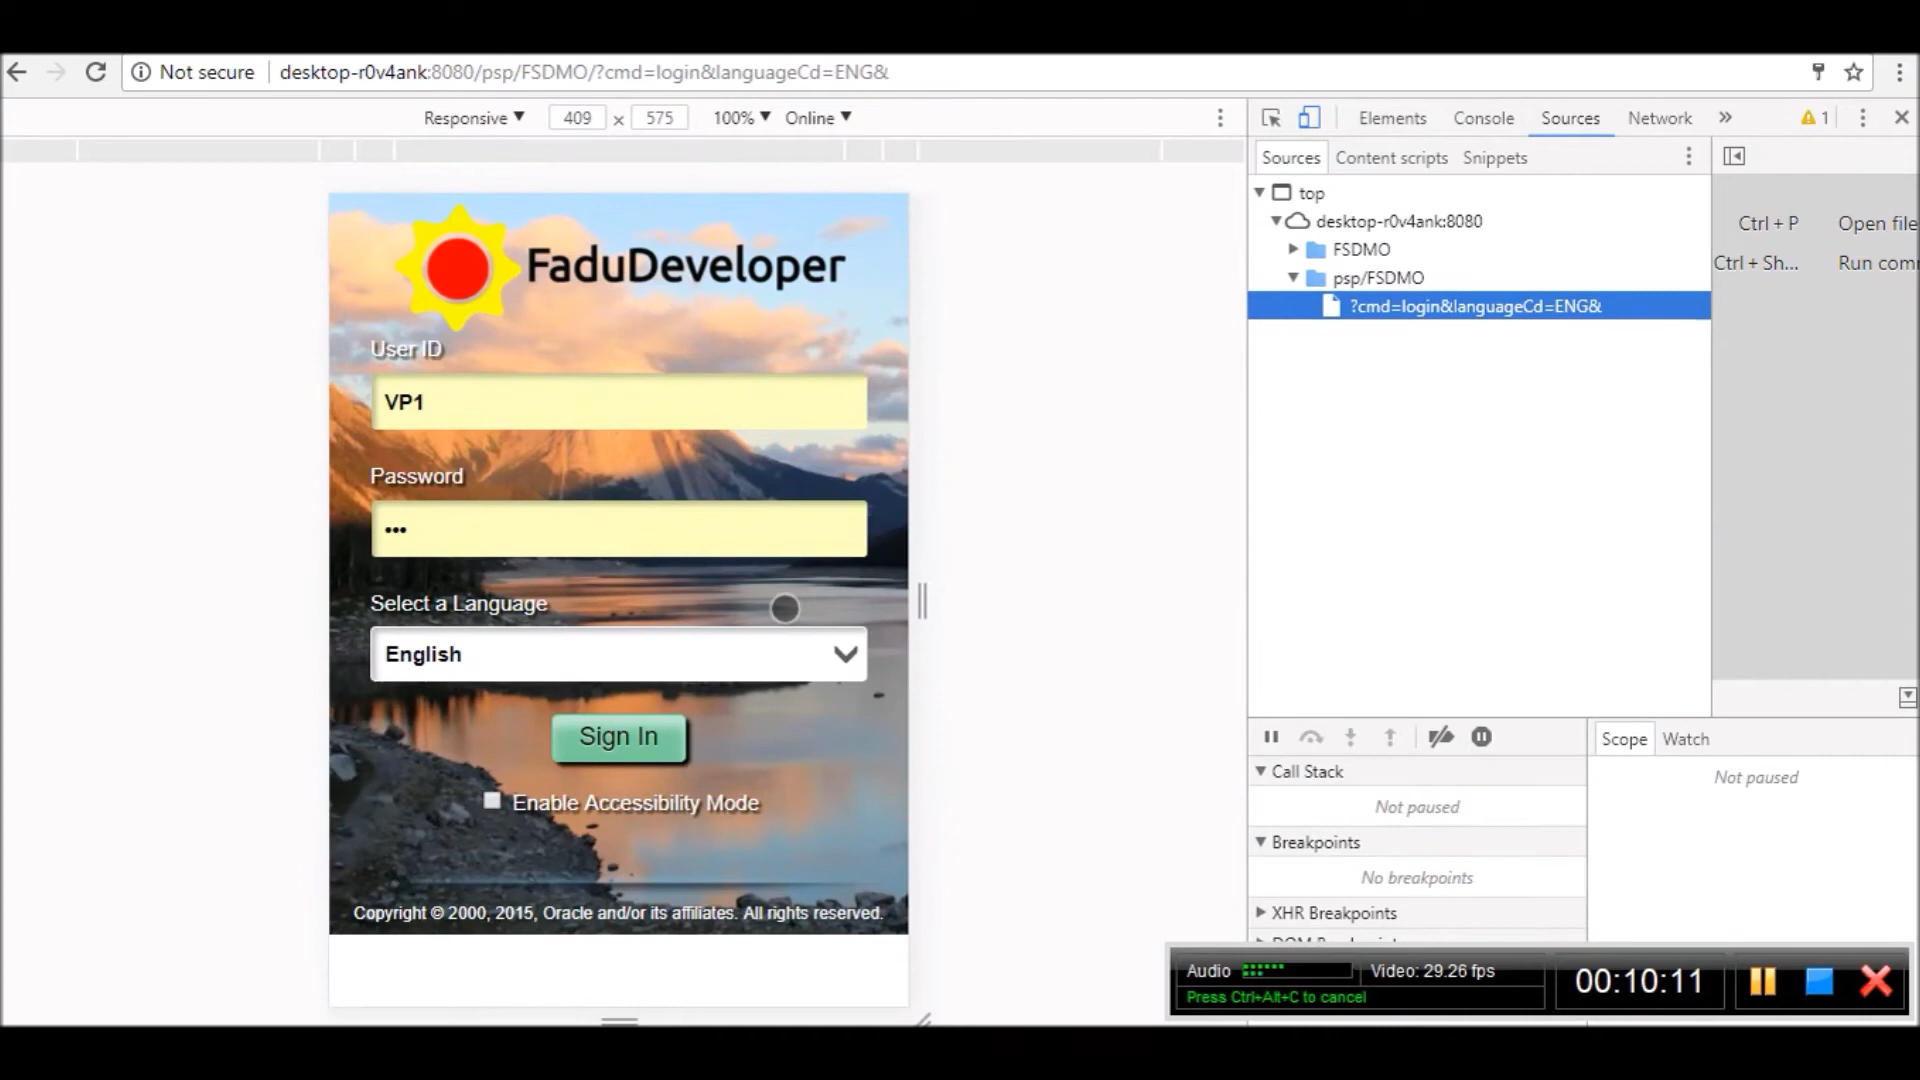 Not secure desktop-r0v4ank:8080/psp/FSDMO/?cmd=login&languageCd=ENG&
Responsive 409 x 575 100% Online
Elements Console Sources Network 1
Sources Content scripts Snippets
top
desktop-r0v4ank:8080
FSDMO
psp/FSDMO
?cmd=login&languageCd=ENG&
Ctrl + P Open file
Ctrl + Sh... Run com
FaduDeveloper
User ID
VP1
Password
•••
Select a Language
English
Sign In
Enable Accessibility Mode
Copyright © 2000, 2015, Oracle and/or its affiliates. All rights reserved.
Scope Watch
Not paused
Call Stack
Not paused
Breakpoints
No breakpoints
XHR Breakpoints
Audio Video: 29.26 fps
Press Ctrl+Alt+C to cancel
00:10:11